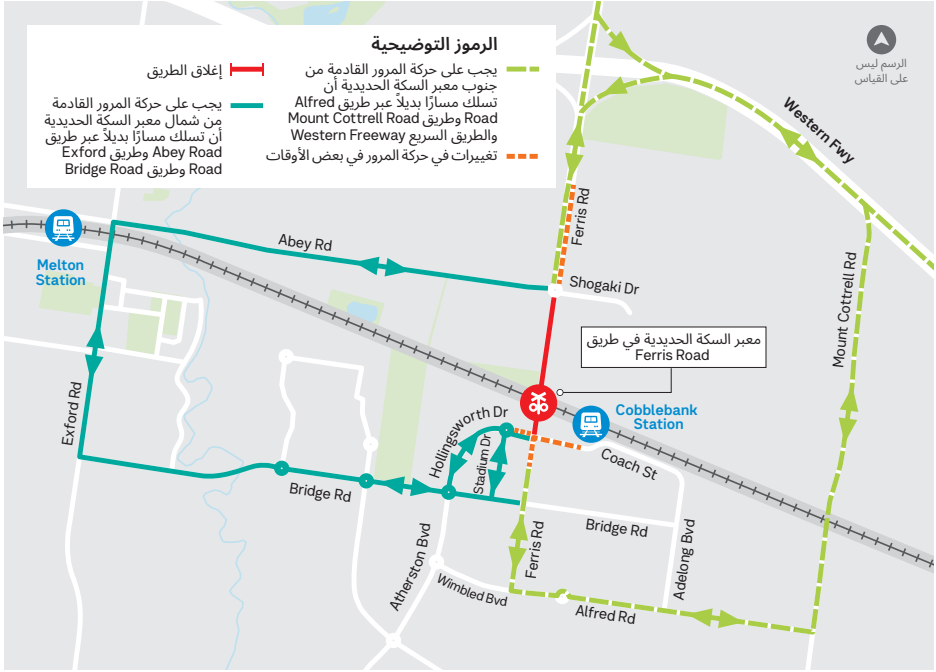 الرموز التوضيحية
يجب على حركة المرور القادمة من
جنوب معبر السكة الحديدية أن
تسلك مسارًا بديلاً عبر طريق Alfred
Road وطريق Mount Cottrell Road
والطريق السريع Western Freeway
تغييرات في حركة المرور في بعض الأوقات
إغلاق الطريق
يجب على حركة المرور القادمة
من شمال معبر السكة الحديدية
أن تسلك مسارًا بديلاً عبر طريق
Abey Road وطريق Exford
Road وطريق Bridge Road
الرسم ليس
على القياس
Western Fwy
Ferris Rd
Melton
Station
Abey Rd
Shogaki Dr
Mount Cottrell Rd
معبر السكة الحديدية في طريق
Ferris Road
Exford Rd
Cobblebank
Station
Hollingsworth Dr
Stadium Dr
Coach St
Bridge Rd
Bridge Rd
Ferris Rd
Adelong Bvd
Atherston Bvd
Wimbled Bvd
Alfred Rd